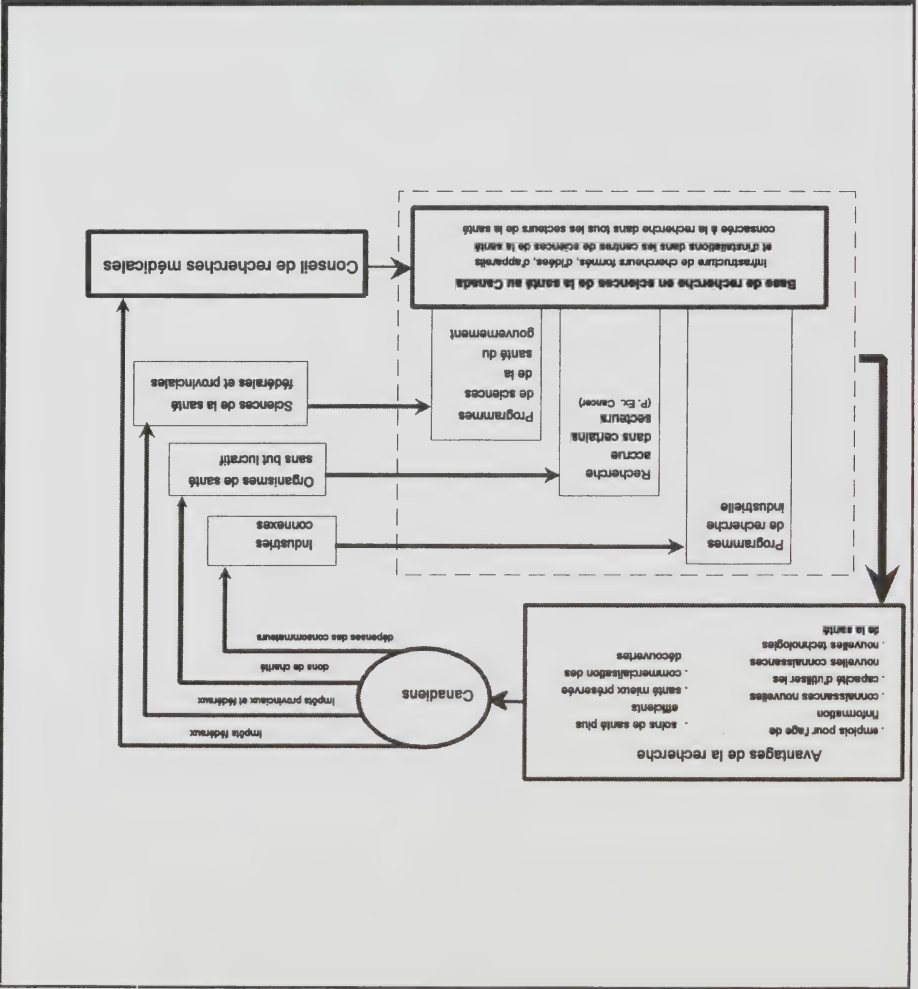 Avantages de la recherche
. emplois pour l'age de
l'information
. connaissances nouvelles
. capacité d'utiliser les
nouvelles connaissances
. nouvelles technologies
de la santé
. soins de santé plus
efficients
. santé mieux préservée
. commercialisation des
découvertes
Canadiens
impôts fédéraux
impôts provinciaux et fédéraux
dons de charité
dépenses des consommateurs
Programmes
de recherche
industrielle
Industries
connexes
Recherche
accrue
dans certains
secteurs
(P. Ex. Cancer)
Organismes de santé
sans but lucratif
Programmes
de sciences
de la
santé du
gouvernement
Sciences de la santé
fédérales et provinciales
Base de recherche en sciences de la santé au Canada
Infrastructure de chercheurs formés, d'idées, d'appareils
et d'installations dans les centres de sciences de la santé
consacrée à la recherche dans tous les secteurs de la santé
Conseil de recherches médicales